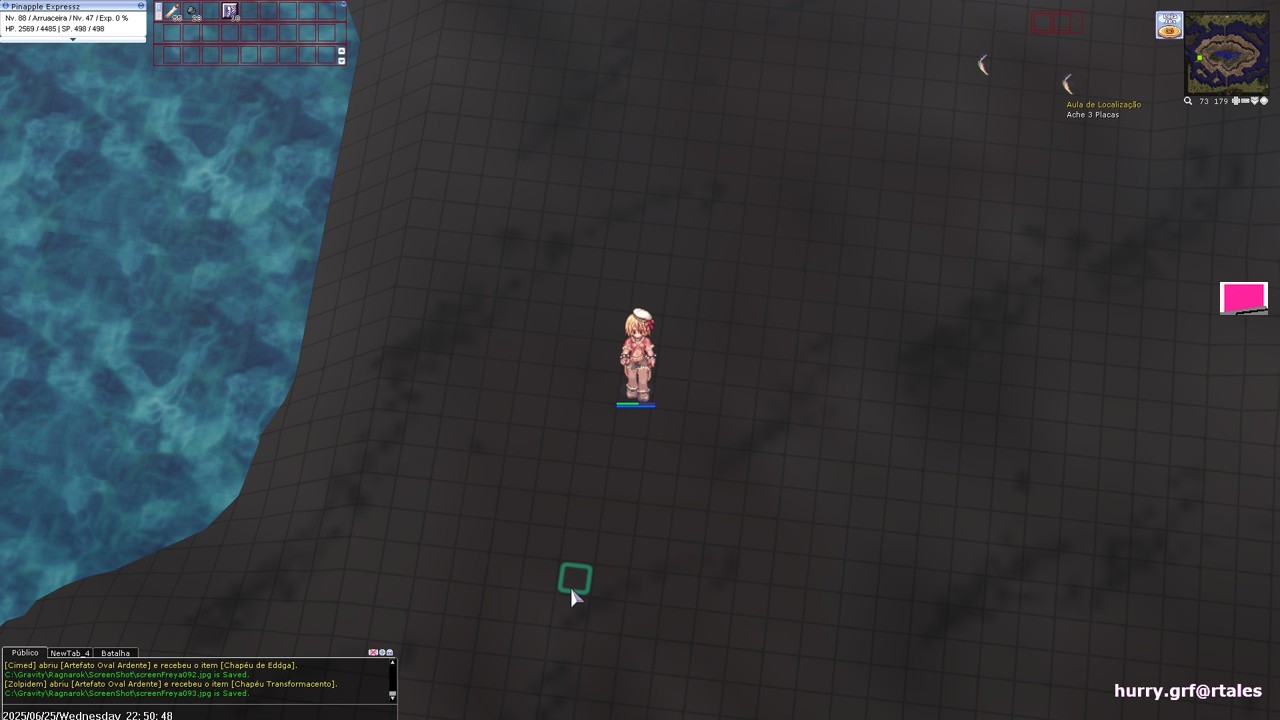 Pinapple Expressz
Nv. 88 / Arruaceira / Nv. 47 / Exp. 0 %
HP. 2569 / 4485 | SP. 498 / 498
73 179
Aula de Localização
Ache 3 Placas
Público
NewTab_4
Batalha
[Cimed] abriu [Artefato Oval Ardente] e recebeu o item [Chapéu de Eddga].
C:\Gravity\Ragnarok\ScreenShot\screenFreya092.jpg is Saved.
[Zolpidem] abriu [Artefato Oval Ardente] e recebeu o item [Chapéu Transformacento].
C:\Gravity\Ragnarok\ScreenShot\screenFreya093.jpg is Saved.
2025/06/25/Wednesday 22:50:48
hurry.grf@rtales